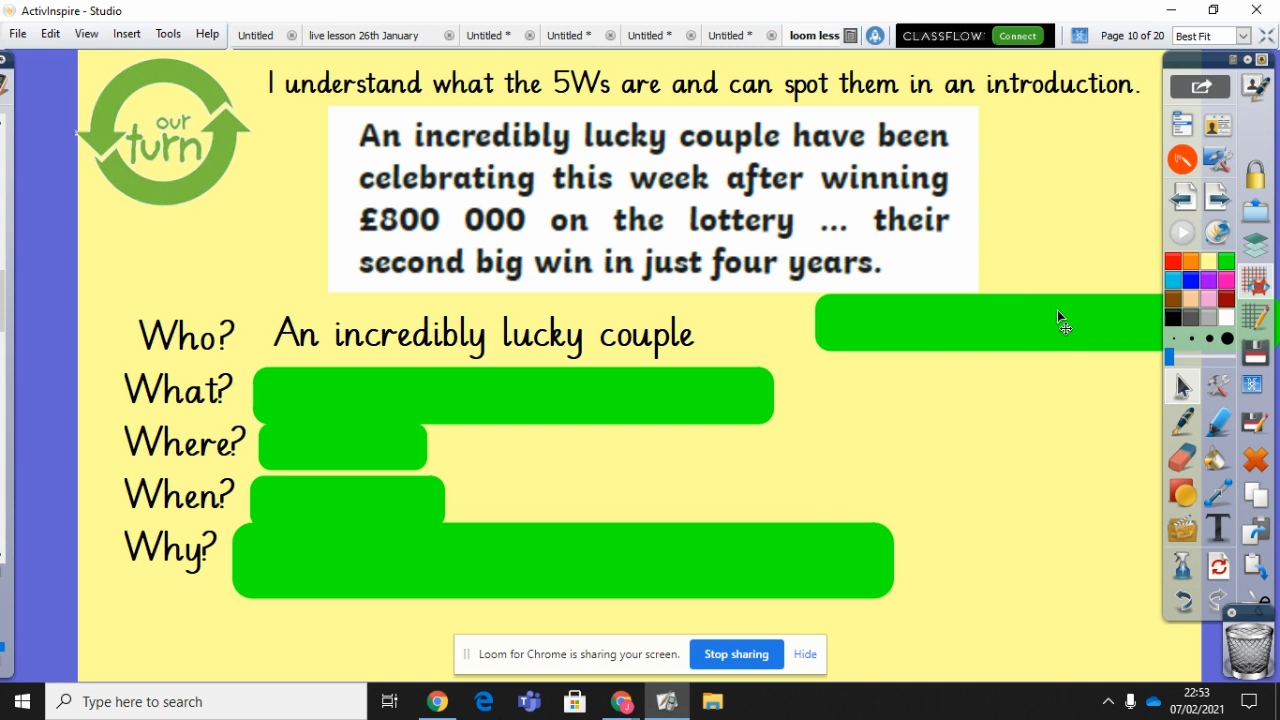 ActivInspire - Studio
File Edit View Insert Tools Help
Untitled live lesson 26th January Untitled * Untitled * Untitled * Untitled * loom less CLASSFLOW Connect Page 10 of 20 Best Fit
our
turn
I understand what the 5Ws are and can spot them in an introduction.
An incredibly lucky couple have been
celebrating this week after winning
£800 000 on the lottery ... their
second big win in just four years.
Who? An incredibly lucky couple
What?
Where?
When?
Why?
Loom for Chrome is sharing your screen. Stop sharing Hide
Type here to search
22:53
07/02/2021